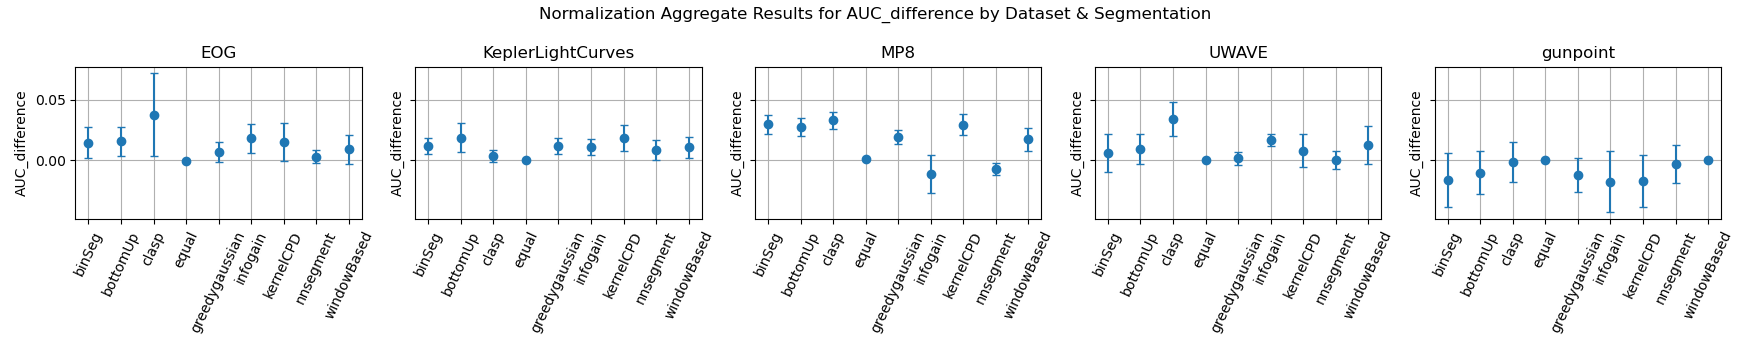 Normalization Aggregate Results for AUC_difference by Dataset & Segmentation
EOG
AUC_difference
0.05
0.00
binSeg
bottomUp
clasp
equal
greedygaussian
infogain
kernelCPD
nnsegment
windowBased
KeplerLightCurves
AUC_difference
binSeg
bottomUp
clasp
equal
greedygaussian
infogain
kernelCPD
nnsegment
windowBased
MP8
AUC_difference
binSeg
bottomUp
clasp
equal
greedygaussian
infogain
kernelCPD
nnsegment
windowBased
UWAVE
AUC_difference
binSeg
bottomUp
clasp
equal
greedygaussian
infogain
kernelCPD
nnsegment
windowBased
gunpoint
AUC_difference
binSeg
bottomUp
clasp
equal
greedygaussian
infogain
kernelCPD
nnsegment
windowBased